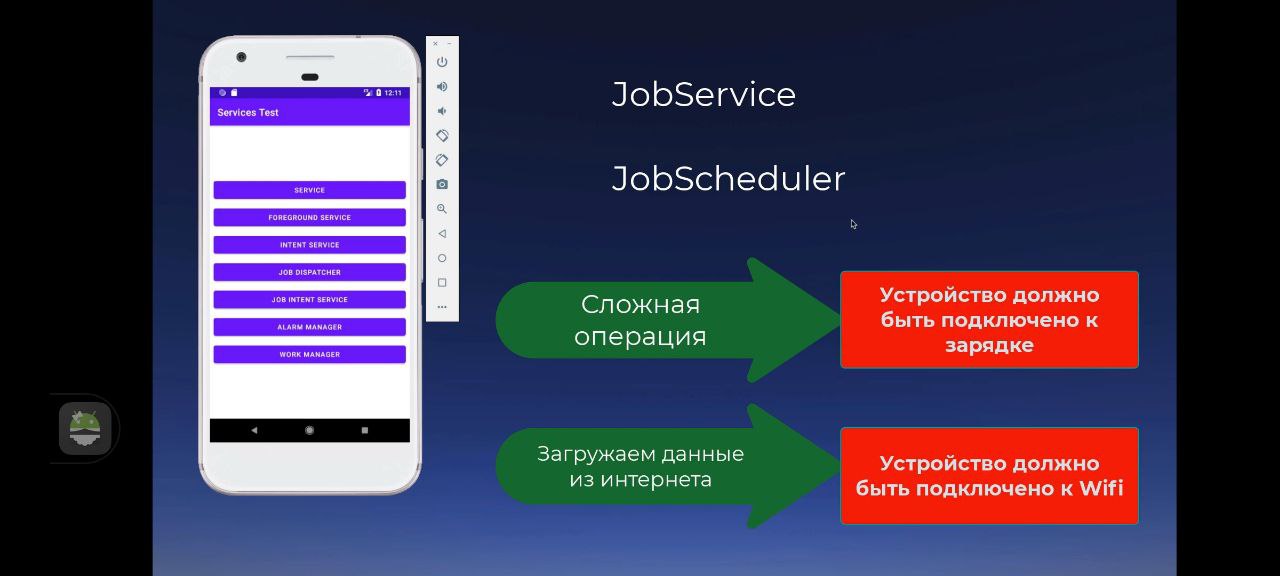 12:11
Services Test
SERVICE
FOREGROUND SERVICE
INTENT SERVICE
JOB DISPATCHER
JOB INTENT SERVICE
ALARM MANAGER
WORK MANAGER
JobService
JobScheduler
Сложная
операция
Устройство должно
быть подключено к
зарядке
Загружаем данные
из интернета
Устройство должно
быть подключено к Wifi